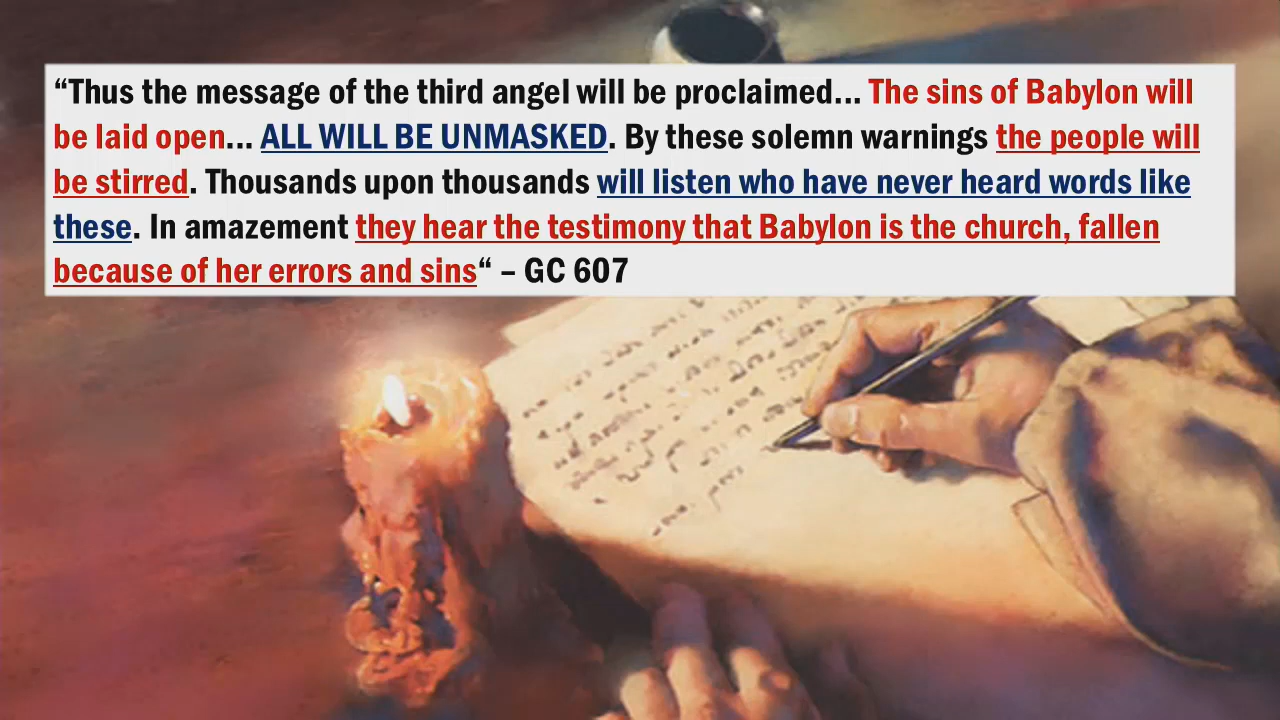 “Thus the message of the third angel will be proclaimed... The sins of Babylon will
be laid open... ALL WILL BE UNMASKED. By these solemn warnings the people will
be stirred. Thousands upon thousands will listen who have never heard words like
these. In amazement they hear the testimony that Babylon is the church, fallen
because of her errors and sins“ – GC 607